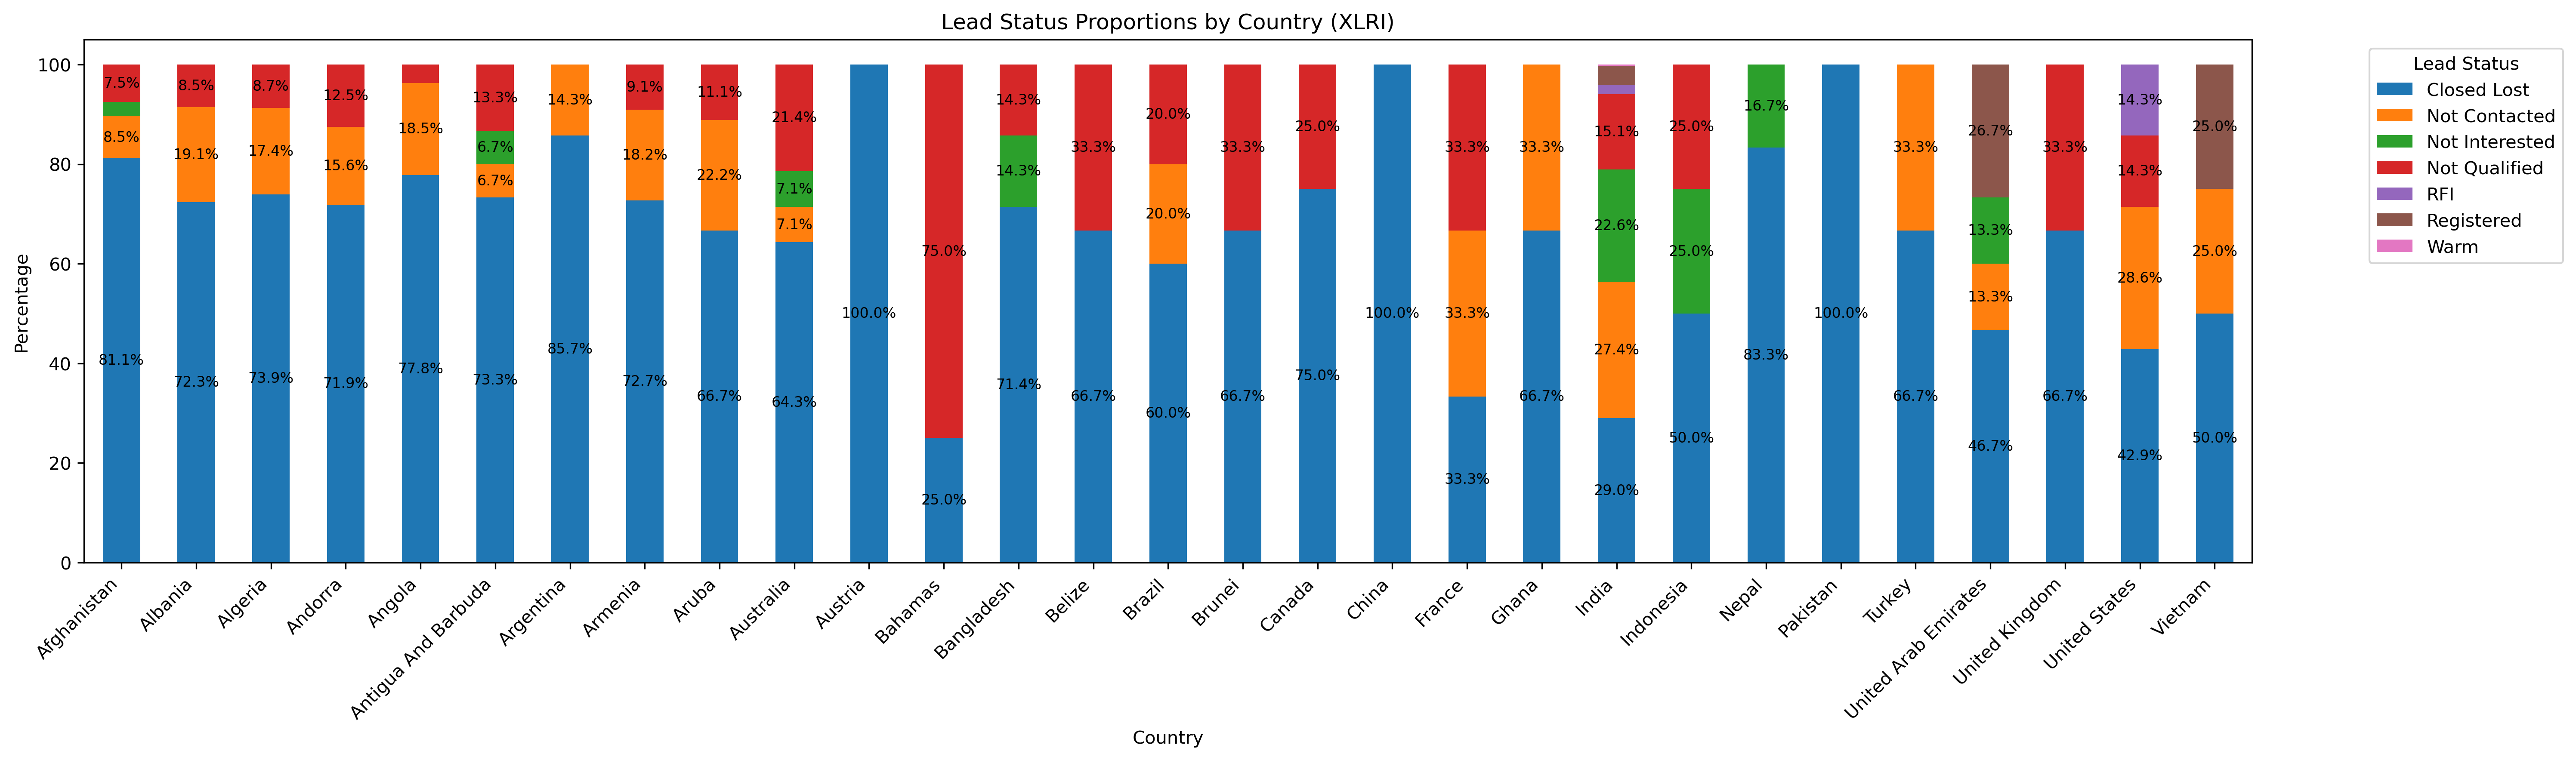 Lead Status Proportions by Country (XLRI)
Percentage
100
80
60
40
20
0
7.5%
8.5%
81.1%
8.5%
19.1%
72.3%
8.7%
17.4%
73.9%
12.5%
15.6%
71.9%
18.5%
77.8%
13.3%
6.7%
6.7%
73.3%
14.3%
85.7%
9.1%
18.2%
72.7%
11.1%
22.2%
66.7%
21.4%
7.1%
7.1%
64.3%
100.0%
75.0%
25.0%
14.3%
14.3%
71.4%
33.3%
66.7%
20.0%
20.0%
60.0%
33.3%
66.7%
25.0%
75.0%
100.0%
33.3%
33.3%
33.3%
33.3%
66.7%
15.1%
22.6%
27.4%
29.0%
25.0%
25.0%
50.0%
16.7%
83.3%
100.0%
33.3%
66.7%
26.7%
13.3%
13.3%
46.7%
33.3%
66.7%
14.3%
14.3%
28.6%
42.9%
25.0%
25.0%
50.0%
Afghanistan
Albania
Algeria
Andorra
Angola
Antigua And Barbuda
Argentina
Armenia
Aruba
Australia
Austria
Bahamas
Bangladesh
Belize
Brazil
Brunei
Canada
China
France
Ghana
India
Indonesia
Nepal
Pakistan
Turkey
United Arab Emirates
United Kingdom
United States
Vietnam
Country
Lead Status
Closed Lost
Not Contacted
Not Interested
Not Qualified
RFI
Registered
Warm